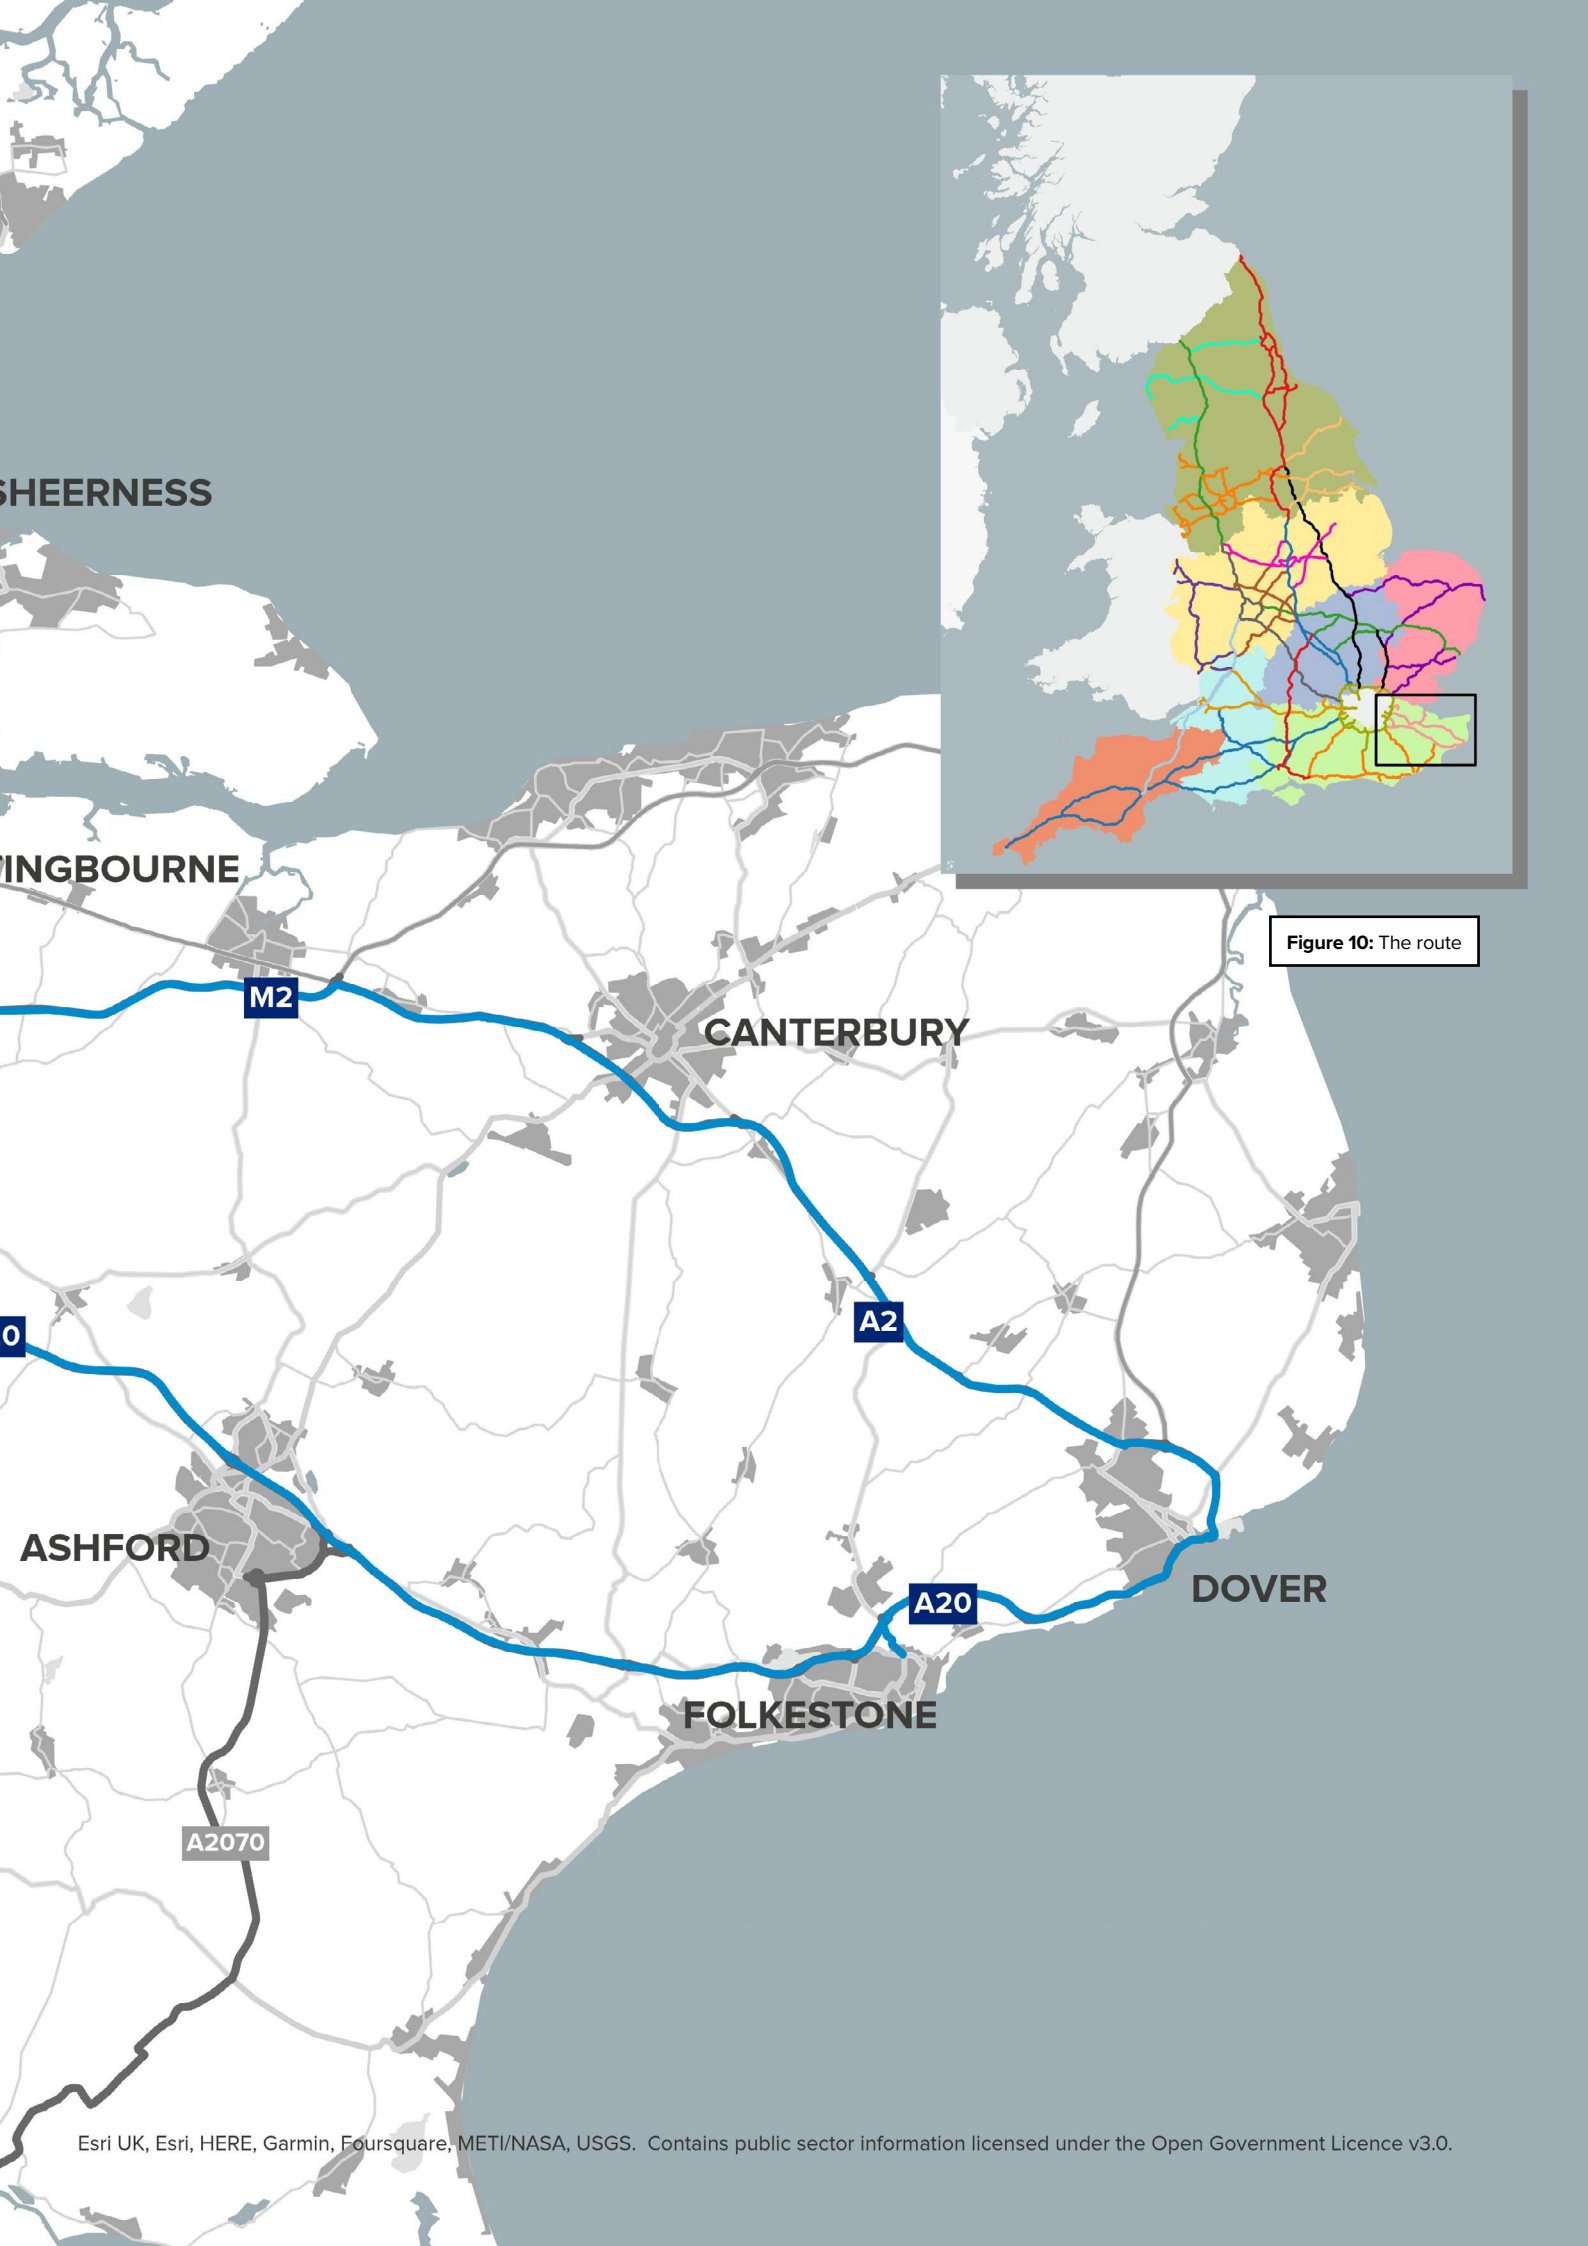 SHEERNESS
TINGBOURNE
Figure 10: The route
M2
CANTERBURY
A2
0
ASHFORD
DOVER
A20
FOLKESTONE
A2070
Esri UK, Esri, HERE, Garmin, Foursquare, METI/NASA, USGS.  Contains public sector information licensed under the Open Government Licence v3.0.